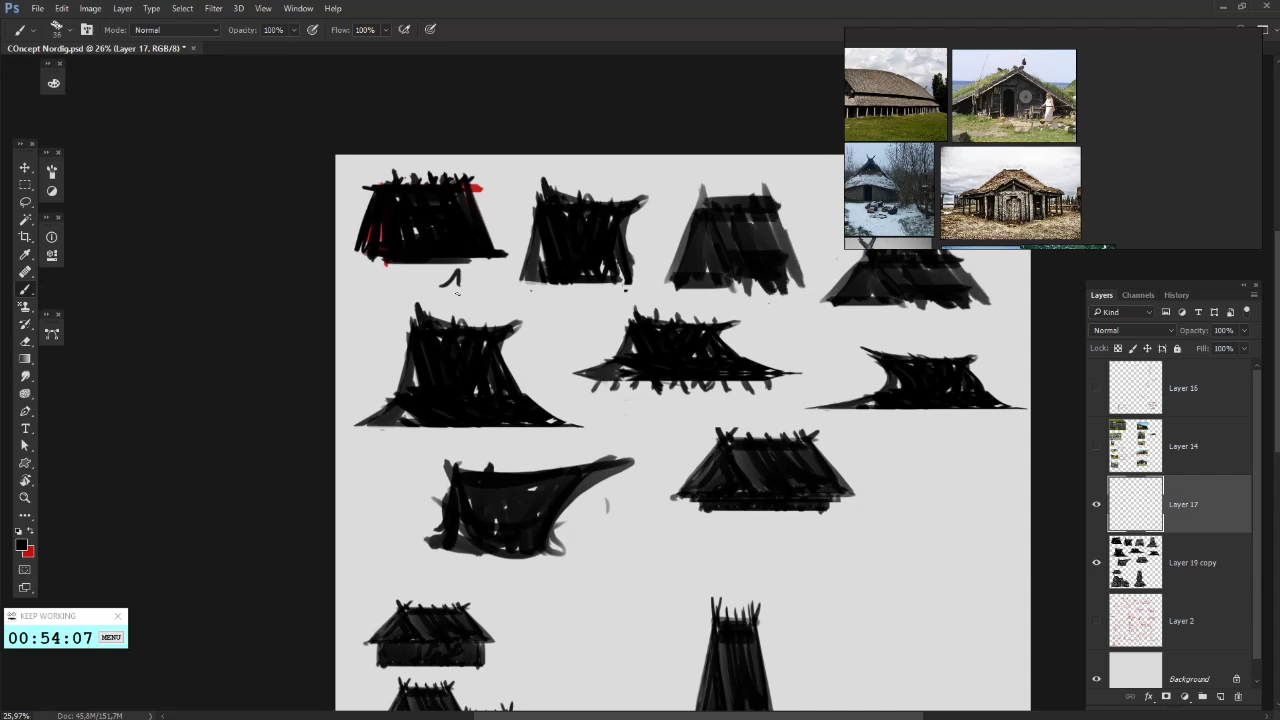 Ps File Edit Image Layer Type Select Filter 3D View Window Help
36 Mode: Normal Opacity: 100% Flow: 100%
COncept Nordig.psd @ 26% (Layer 17, RGB/8) *
Layers Channels History
Kind
Normal Opacity: 100%
Lock: Fill: 100%
Layer 16
Layer 14
Layer 17
Layer 19 copy
Layer 2
Background
KEEP WORKING
00:54:07 MENU
25,97% Doc: 45,8M/151,7M